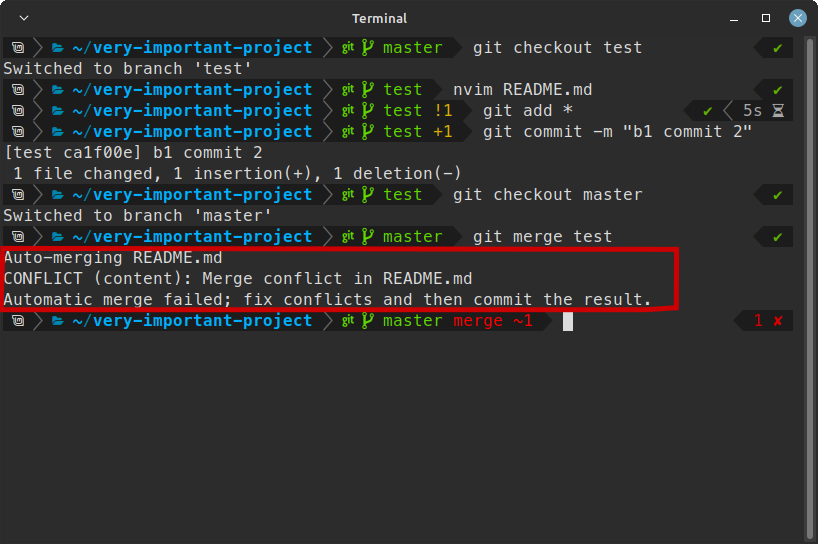 Terminal
~/very-important-project git master git checkout test ✔
Switched to branch 'test'
~/very-important-project git test nvim README.md ✔
~/very-important-project git test !1 git add * ✔ 5s
~/very-important-project git test +1 git commit -m "b1 commit 2"
[test ca1f00e] b1 commit 2
1 file changed, 1 insertion(+), 1 deletion(-)
~/very-important-project git test git checkout master ✔
Switched to branch 'master'
~/very-important-project git master git merge test ✔
Auto-merging README.md
CONFLICT (content): Merge conflict in README.md
Automatic merge failed; fix conflicts and then commit the result.
~/very-important-project git master merge ~1 1 ✘